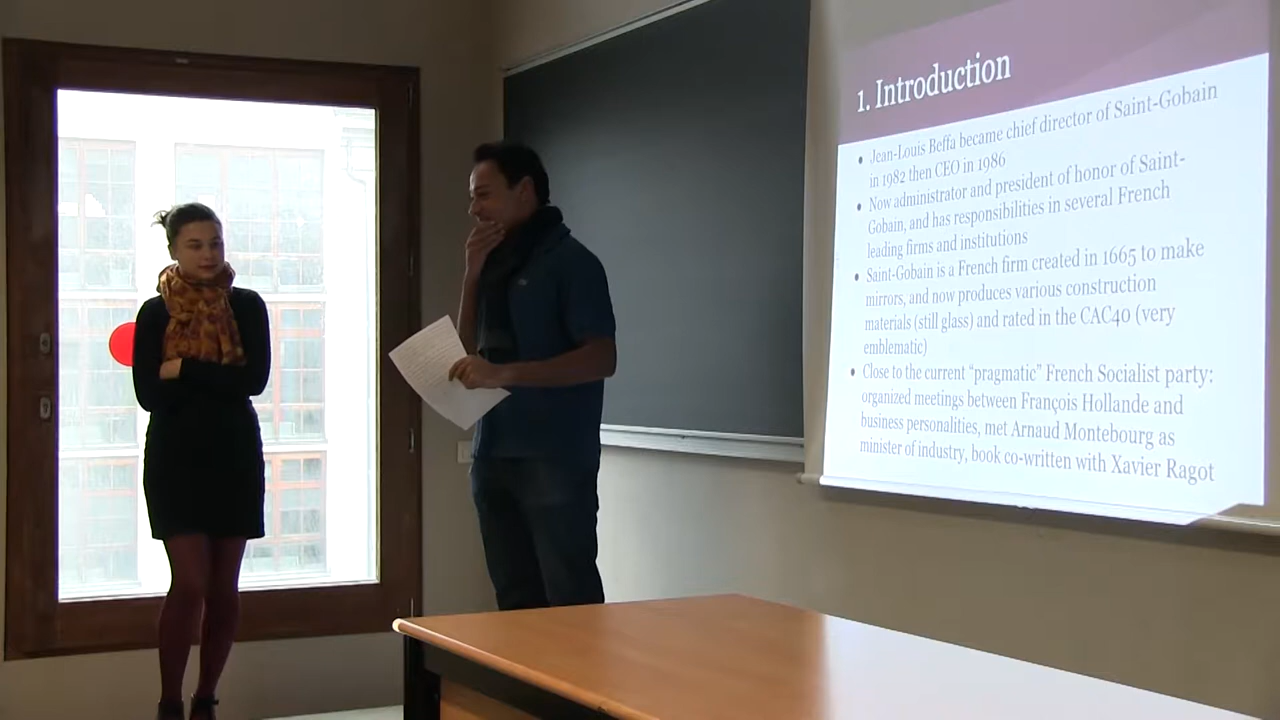 1. Introduction
• Jean-Louis Beffa became chief director of Saint-Gobain
in 1982 then CEO in 1986
• Now administrator and president of honor of Saint-
Gobain, and has responsibilities in several French
leading firms and institutions
• Saint-Gobain is a French firm created in 1665 to make
mirrors, and now produces various construction
materials (still glass) and rated in the CAC40 (very
emblematic)
• Close to the current “pragmatic” French Socialist party:
organized meetings between François Hollande and
business personalities, met Arnaud Montebourg as
minister of industry, book co-written with Xavier Ragot